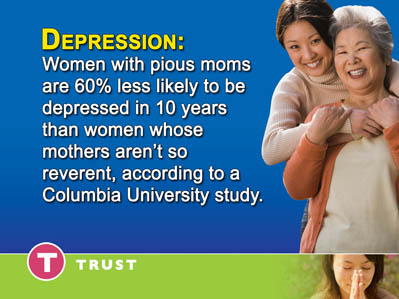 DEPRESSION:
Women with pious moms
are 60% less likely to be
depressed in 10 years
than women whose
mothers aren't so
reverent, according to a
Columbia University study.
T TRUST